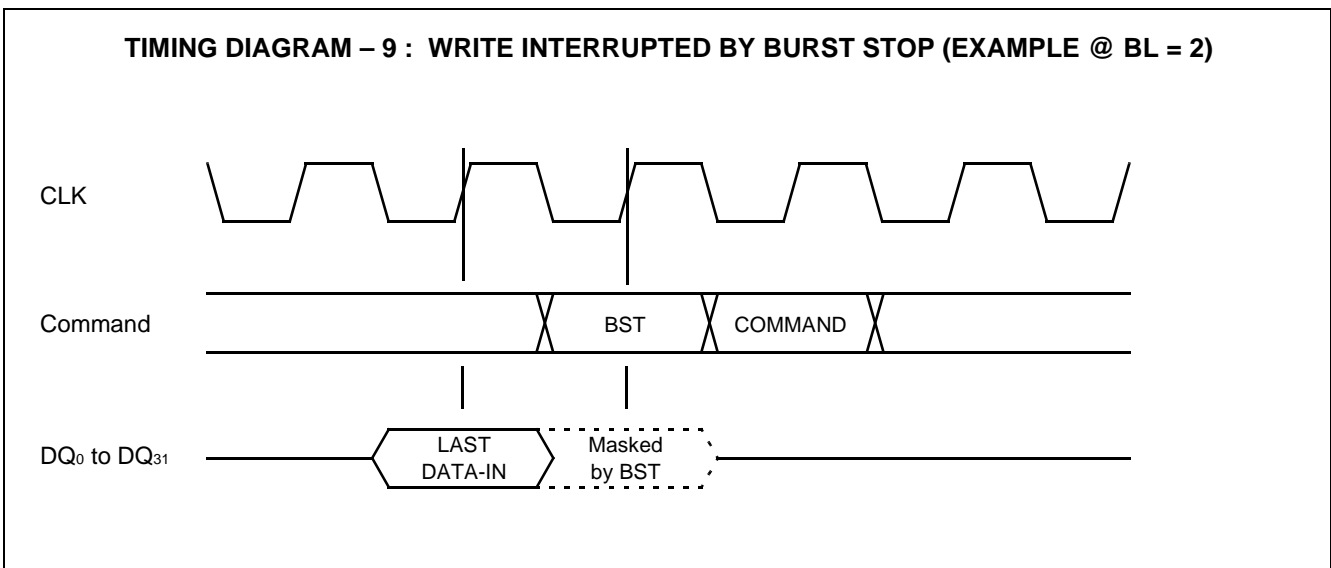 TIMING DIAGRAM – 9 : WRITE INTERRUPTED BY BURST STOP (EXAMPLE @ BL = 2)
CLK
Command
BST
COMMAND
DQ0 to DQ31
LAST
DATA-IN
Masked
by BST